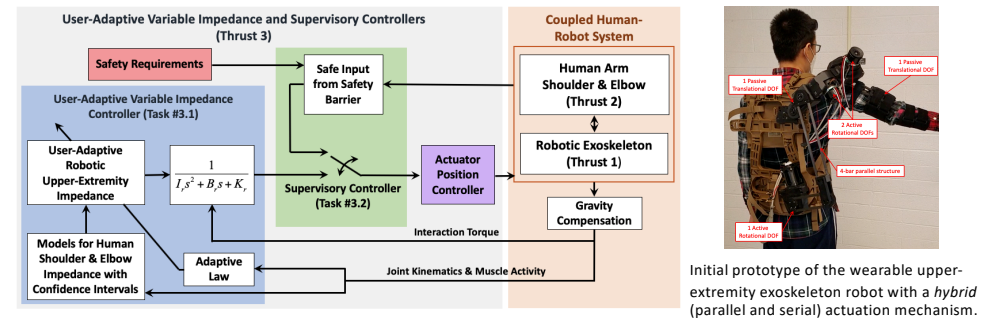 User-Adaptive Variable Impedance and Supervisory Controllers
(Thrust 3)
Coupled Human-
Robot System
Safety Requirements
Safe Input
from Safety
Barrier
Human Arm
Shoulder & Elbow
(Thrust 2)
Robotic Exoskeleton
(Thrust 1)
User-Adaptive Variable Impedance
Controller (Task #3.1)
User-Adaptive
Robotic
Upper-Extremity
Impedance
1
I_r s² + B_r s + K_r
Supervisory Controller
(Task #3.2)
Actuator
Position
Controller
Gravity
Compensation
Interaction Torque
Models for Human
Shoulder & Elbow
Impedance with
Confidence Intervals
Adaptive
Law
Joint Kinematics & Muscle Activity
1 Passive
Translational DOF
1 Passive
Translational DOF
2 Active
Rotational DOFs
4-bar parallel structure
1 Active
Rotational DOF
Initial prototype of the wearable upper-
extremity exoskeleton robot with a hybrid
(parallel and serial) actuation mechanism.